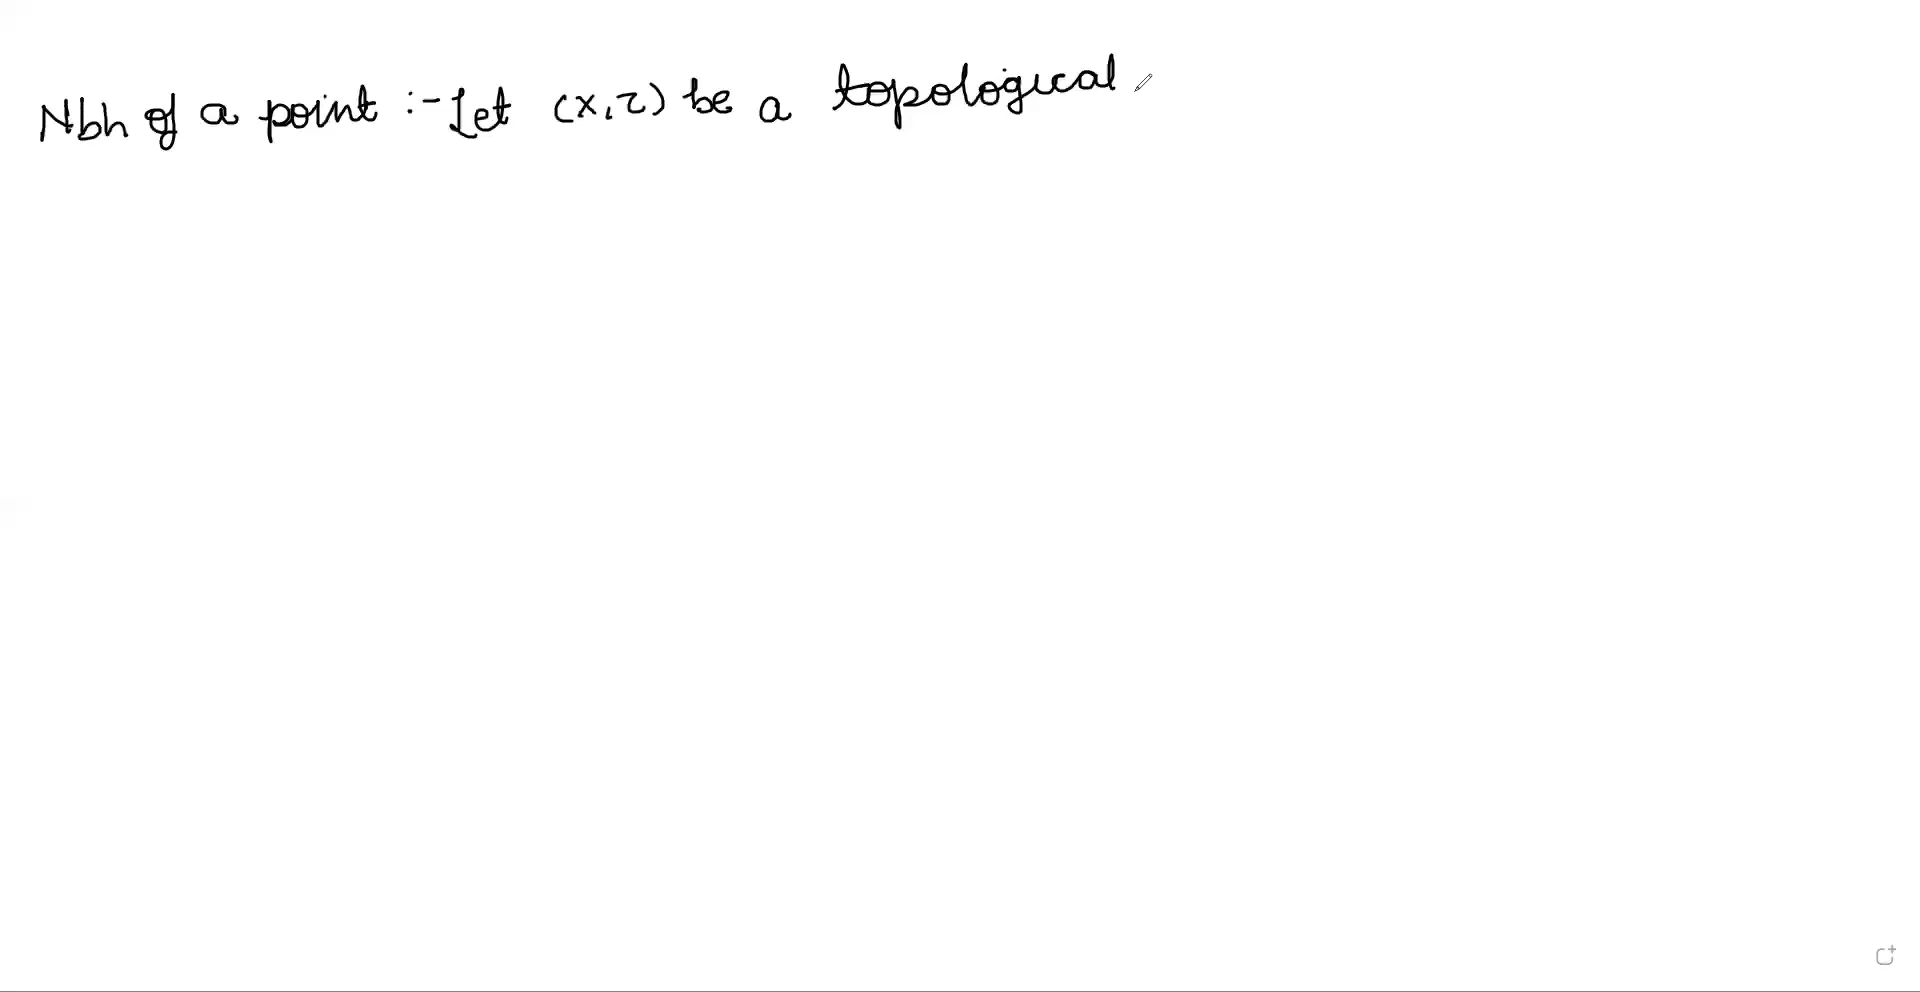 Nbh of a point :- Let (X, τ) be a topological